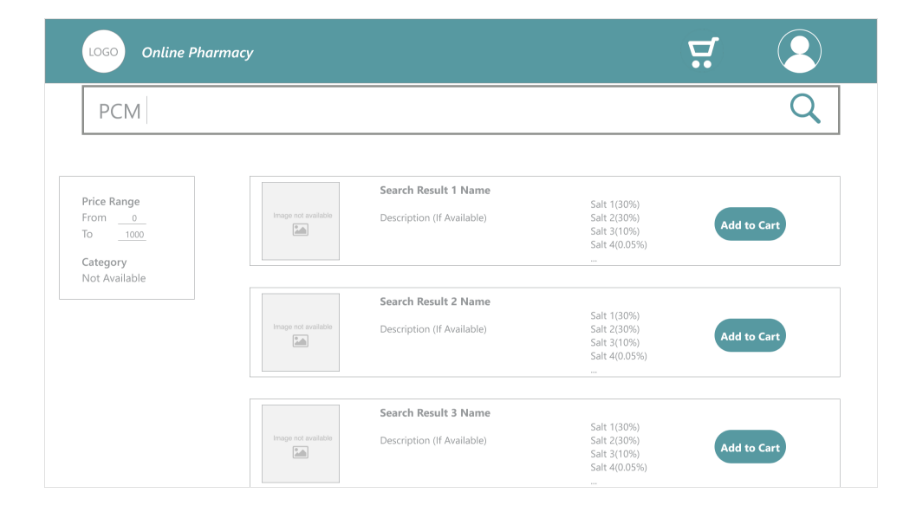 LOGO
Online Pharmacy
PCM
Price Range
From 0
To 1000
Category
Not Available
Image not available
Search Result 1 Name
Description (If Available)
Salt 1(30%)
Salt 2(30%)
Salt 3(10%)
Salt 4(0.05%)
...
Add to Cart
Image not available
Search Result 2 Name
Description (If Available)
Salt 1(30%)
Salt 2(30%)
Salt 3(10%)
Salt 4(0.05%)
...
Add to Cart
Image not available
Search Result 3 Name
Description (If Available)
Salt 1(30%)
Salt 2(30%)
Salt 3(10%)
Salt 4(0.05%)
...
Add to Cart